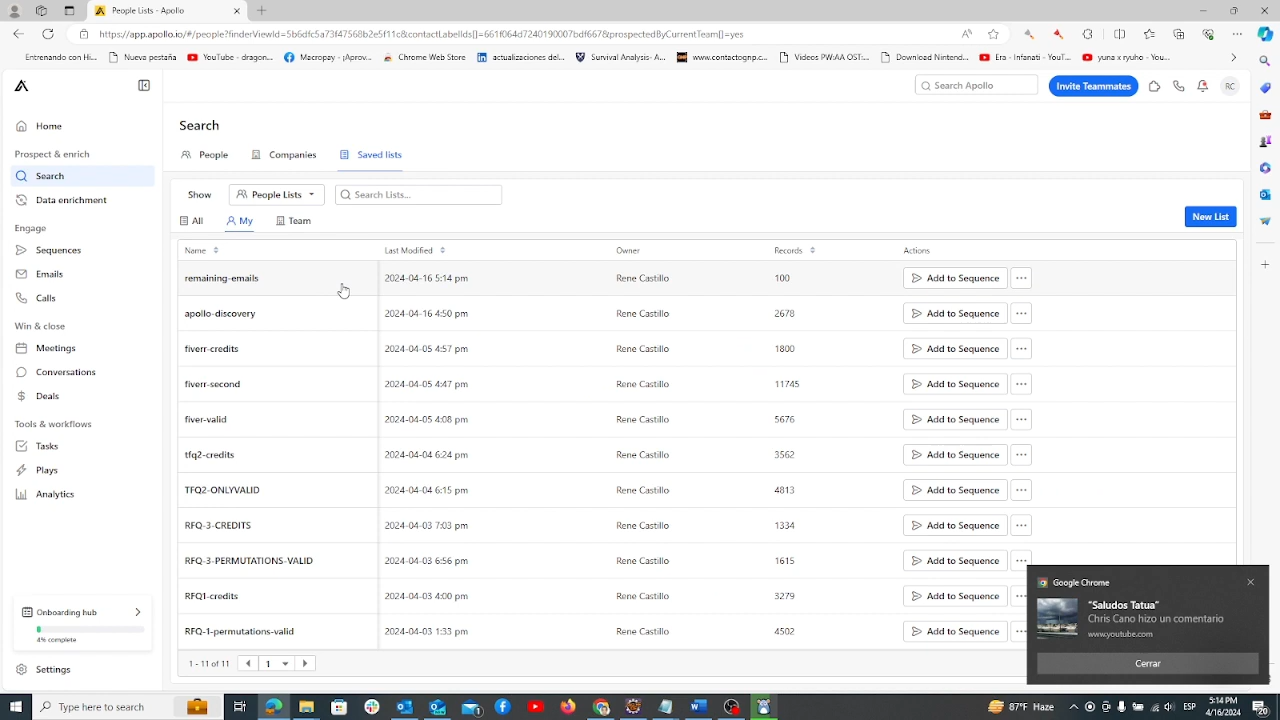 People Lists - Apollo
https://app.apollo.io/#/people?finderViewId=5b6dfc5a73f47568b2e5f11c&contactLabelIds[]=661f064d7240190007bdf667&prospectedByCurrentTeam[]=yes
Entrando con Hi...
Nueva pestaña
YouTube - dragon...
Macropay - ¡Aprov...
Chrome Web Store
actualizaciones del...
Survival Analysis- A...
www.contactgnp...
Videos PW:AUT...
Download Nintend...
Era - Infanati - YouT...
yuna x ryuho - You...
Search Apollo
Invite Teammates
RC
Home
Prospect & enrich
Search
Data enrichment
Engage
Sequences
Emails
Calls
Win & close
Meetings
Conversations
Deals
Tools & workflows
Tasks
Plays
Analytics
Onboarding hub
4% complete
Settings
Search
People Companies Saved lists
Show People Lists Search Lists...
All My Team
New List
Name Last Modified Owner Records Actions
remaining-emails 2024-04-16 5:14 pm Rene Castillo 100 Add to Sequence ...
apollo-discovery 2024-04-16 4:50 pm Rene Castillo 2678 Add to Sequence ...
fiverr-credits 2024-04-05 4:57 pm Rene Castillo 1800 Add to Sequence ...
fiverr-second 2024-04-05 4:47 pm Rene Castillo 11745 Add to Sequence ...
fiver-valid 2024-04-05 4:08 pm Rene Castillo 5676 Add to Sequence ...
tfq2-credits 2024-04-04 6:24 pm Rene Castillo 3562 Add to Sequence ...
TFQ2-ONLYVALID 2024-04-04 6:15 pm Rene Castillo 4813 Add to Sequence ...
RFQ-3-CREDITS 2024-04-03 7:03 pm Rene Castillo 1334 Add to Sequence ...
RFQ-3-PERMUTATIONS-VALID 2024-04-03 6:56 pm Rene Castillo 1615 Add to Sequence ...
RFQ1-credits 2024-04-03 4:00 pm Rene Castillo 3279 Add to Sequence ...
RFQ-1-permutations-valid 2024-04-03 1:33 pm Rene Castillo 4502 Add to Sequence ...
1 - 11 of 11 1
Google Chrome
"Saludos Tatua"
Chris Cano hizo un comentario
www.youtube.com
Cerrar
Type here to search
87°F Haze
ESP
5:14 PM
4/16/2024
20